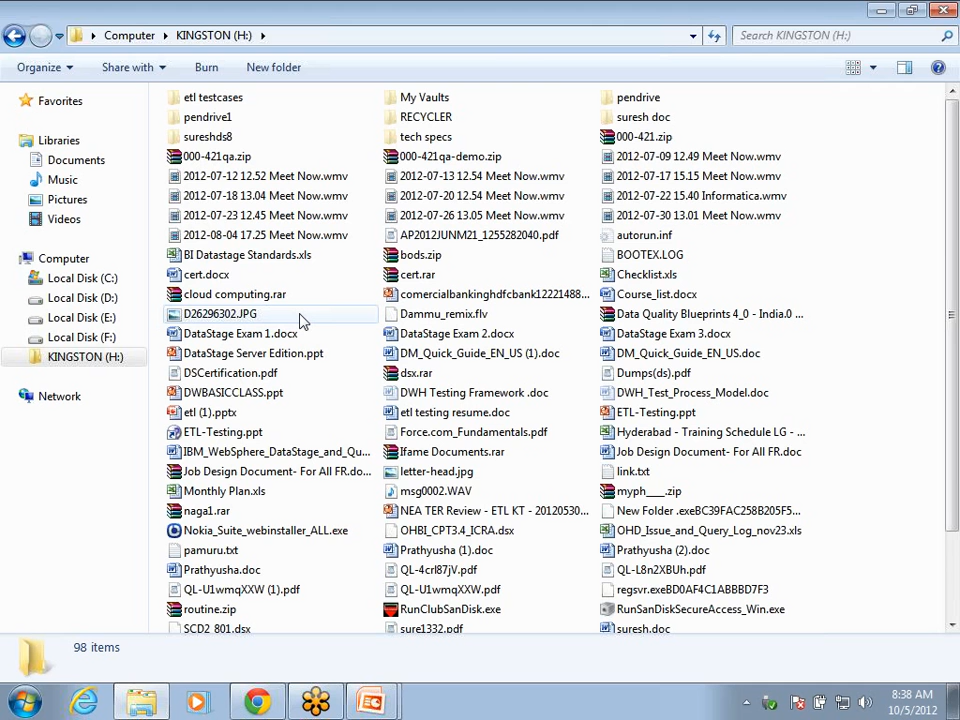 Computer KINGSTON (H:)
Search KINGSTON (H:)
Organize Share with Burn New folder
Favorites
Libraries
Documents
Music
Pictures
Videos
Computer
Local Disk (C:)
Local Disk (D:)
Local Disk (E:)
Local Disk (F:)
KINGSTON (H:)
Network
etl testcases My Vaults pendrive
pendrive1 RECYCLER suresh doc
sureshds8 tech specs 000-421.zip
000-421qa.zip 000-421qa-demo.zip 2012-07-09 12.49 Meet Now.wmv
2012-07-12 12.52 Meet Now.wmv 2012-07-13 12.54 Meet Now.wmv 2012-07-17 15.15 Meet Now.wmv
2012-07-18 13.04 Meet Now.wmv 2012-07-20 12.54 Meet Now.wmv 2012-07-22 15.40 Informatica.wmv
2012-07-23 12.45 Meet Now.wmv 2012-07-26 13.05 Meet Now.wmv 2012-07-30 13.01 Meet Now.wmv
2012-08-04 17.25 Meet Now.wmv AP2012JUNM21_1255282040.pdf autorun.inf
BI Datastage Standards.xls bods.zip BOOTEX.LOG
cert.docx cert.rar Checklist.xls
cloud computing.rar comercialbankinghdfcbank12221488... Course_list.docx
D26296302.JPG Dammu_remix.flv Data Quality Blueprints 4_0 - India.0 ...
DataStage Exam 1.docx DataStage Exam 2.docx DataStage Exam 3.docx
DataStage Server Edition.ppt DM_Quick_Guide_EN_US (1).doc DM_Quick_Guide_EN_US.doc
DSCertification.pdf dsx.rar Dumps(ds).pdf
DWBASICCLASS.ppt DWH Testing Framework .doc DWH_Test_Process_Model.doc
etl (1).pptx etl testing resume.doc ETL-Testing.ppt
ETL-Testing.ppt Force.com_Fundamentals.pdf Hyderabad - Training Schedule LG - ...
IBM_WebSphere_DataStage_and_Qu... Ifame Documents.rar Job Design Document- For All FR.doc
Job Design Document- For All FR.do... letter-head.jpg link.txt
Monthly Plan.xls msg0002.WAV myph___.zip
naga1.rar NEA TER Review - ETL KT - 20120530... New Folder .exeBC39FAC258B205F5...
Nokia_Suite_webinstaller_ALL.exe OHBI_CPT3.4_ICRA.dsx OHD_Issue_and_Query_Log_nov23.xls
pamuru.txt Prathyusha (1).doc Prathyusha (2).doc
Prathyusha.doc QL-4crl87jV.pdf QL-L8n2XBUh.pdf
QL-U1wmqXXW (1).pdf QL-U1wmqXXW.pdf regsvr.exeBD0AF4C1ABBBD7F3
routine.zip RunClubSanDisk.exe RunSanDiskSecureAccess_Win.exe
SCD2 801.dsx sure1332.pdf suresh.doc
98 items
8:38 AM
10/5/2012